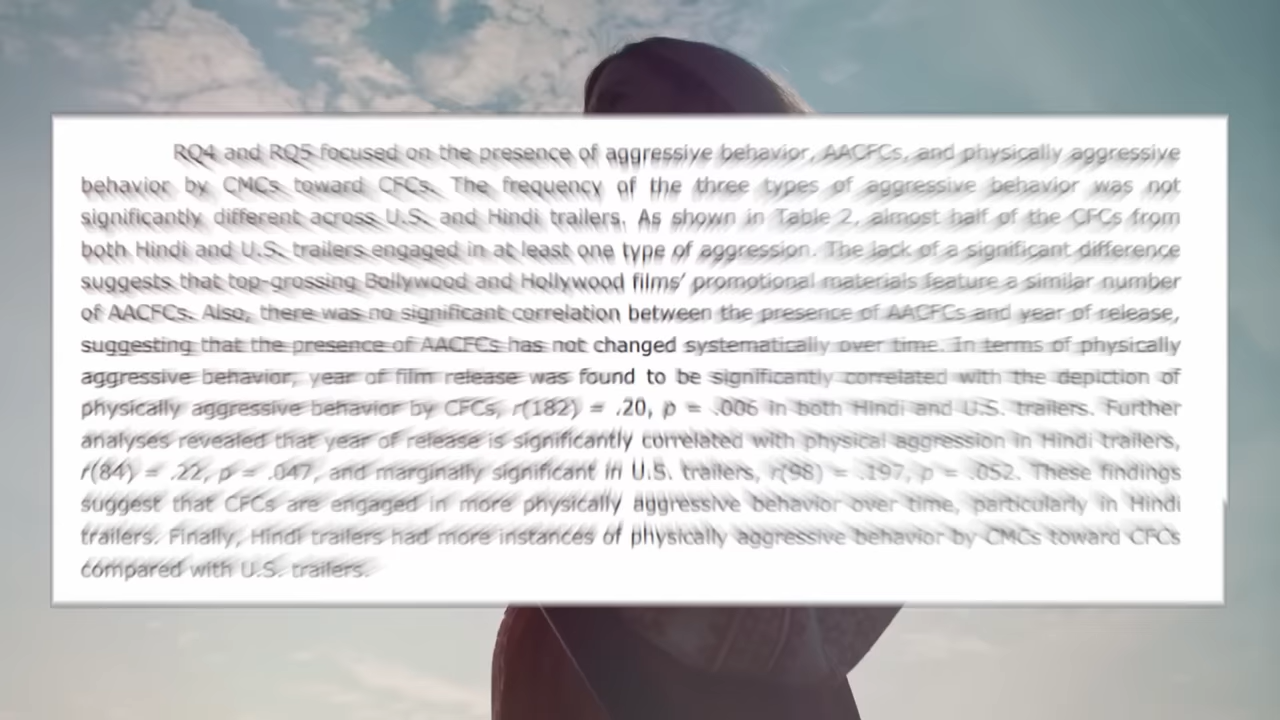 RQ4 and RQ5 focused on the presence of aggressive behavior, AACFCs, and physically aggressive
behavior by CMCs toward CFCs. The frequency of the three types of aggressive behavior was not
significantly different across U.S. and Hindi trailers. As shown in Table 2, almost half of the CFCs from
both Hindi and U.S. trailers engaged in at least one type of aggression. The lack of a significant difference
suggests that top-grossing Bollywood and Hollywood films’ promotional materials feature a similar number
of AACFCs. Also, there was no significant correlation between the presence of AACFCs and year of release,
suggesting that the presence of AACFCs has not changed systematically over time. In terms of physically
aggressive behavior, year of film release was found to be significantly correlated with the depiction of
physically aggressive behavior by CFCs, r(182) = .20, p = .006 in both Hindi and U.S. trailers. Further
analyses revealed that year of release is significantly correlated with physical aggression in Hindi trailers,
r(84) = .22, p = .047, and marginally significant in U.S. trailers, r(98) = .197, p = .052. These findings
suggest that CFCs are engaged in more physically aggressive behavior over time, particularly in Hindi
trailers. Finally, Hindi trailers had more instances of physically aggressive behavior by CMCs toward CFCs
compared with U.S. trailers.